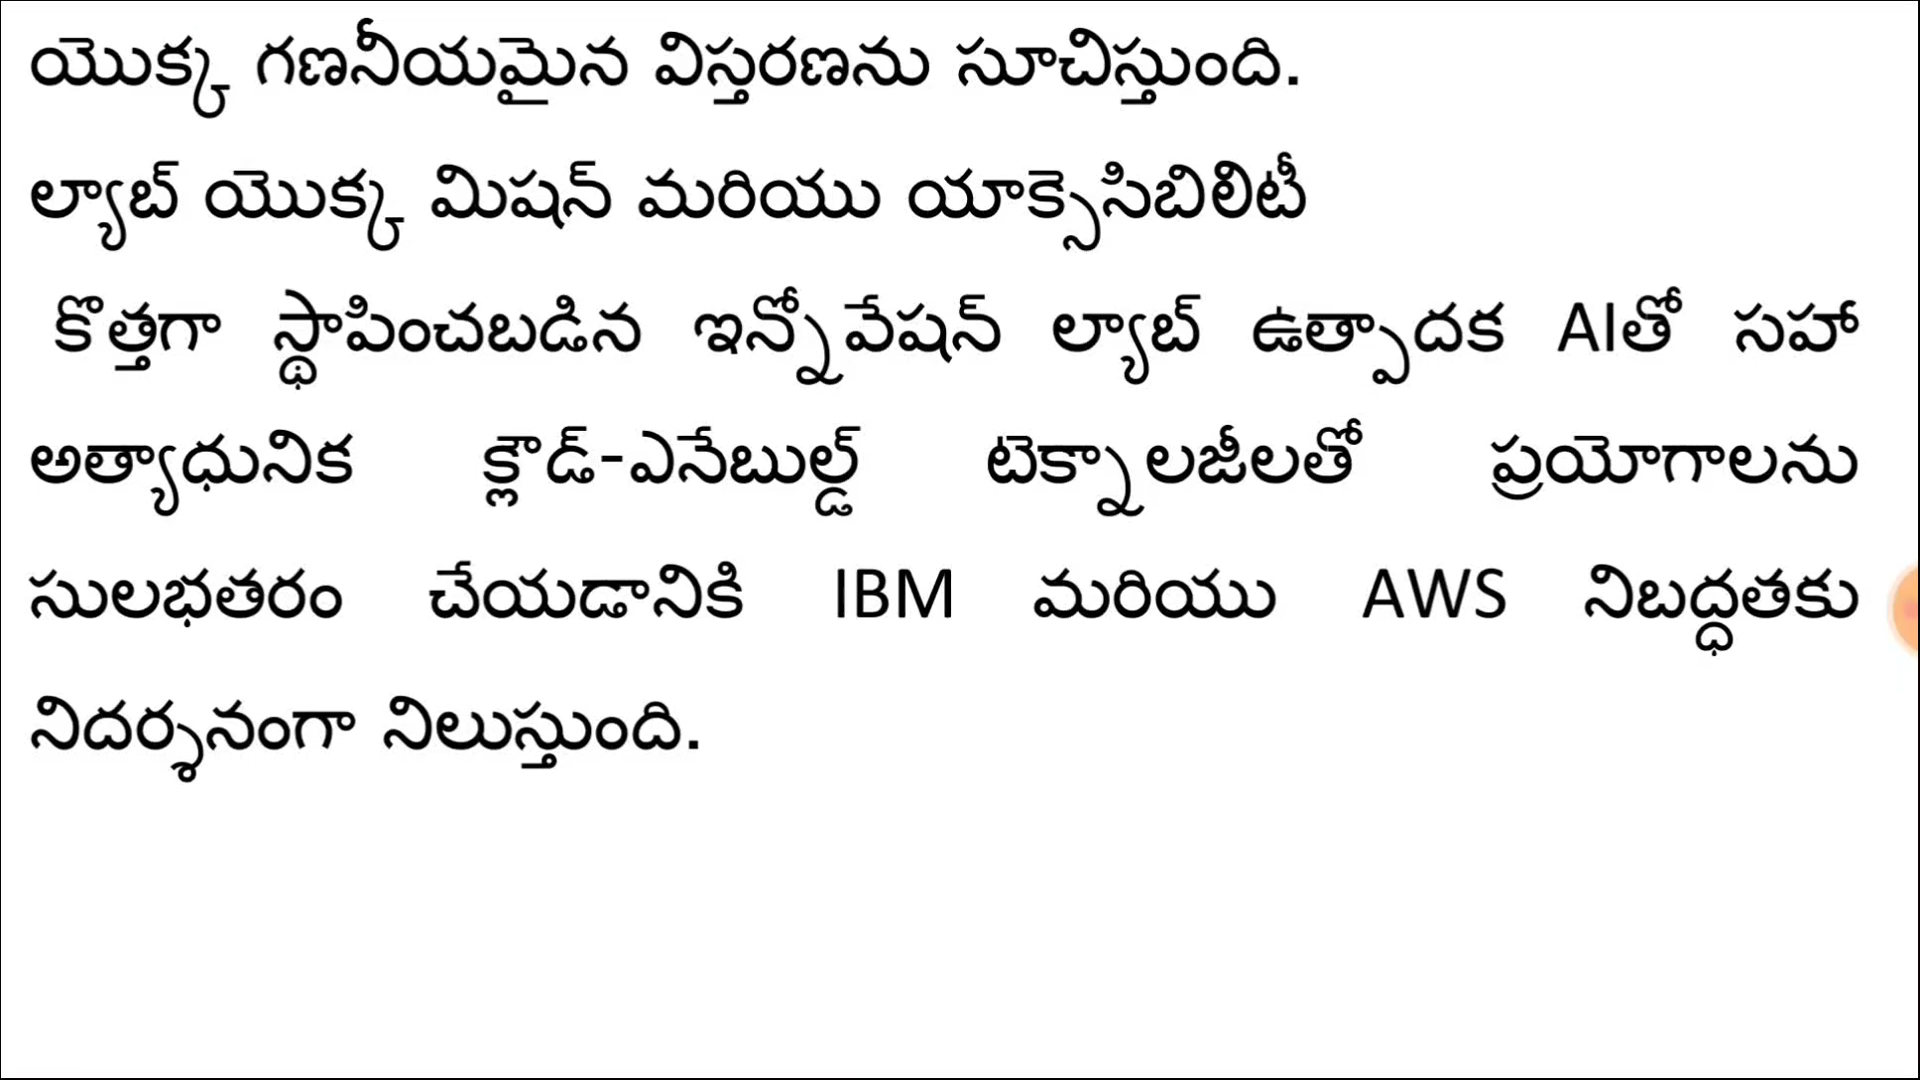 యొక్క గణనీయమైన విస్తరణను సూచిస్తుంది.
ల్యాబ్ యొక్క మిషన్ మరియు యాక్సెసిబిలిటీ
కొత్తగా స్థాపించబడిన ఇన్నోవేషన్ ల్యాబ్ ఉత్పాదక AIతో సహా
అత్యాధునిక క్లౌడ్-ఎనేబుల్డ్ టెక్నాలజీలతో ప్రయోగాలను
సులభతరం చేయడానికి IBM మరియు AWS నిబద్ధతకు
నిదర్శనంగా నిలుస్తుంది.